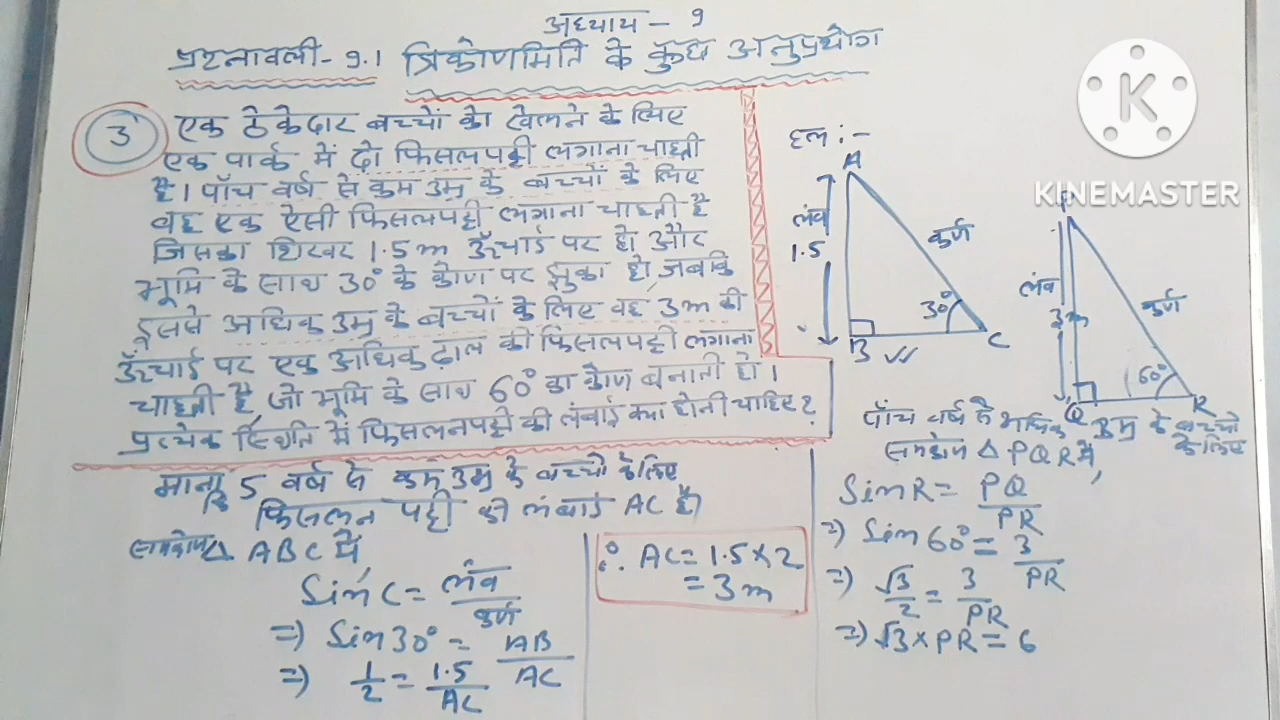 अध्याय - 9
प्रश्नावली - 9.1 त्रिकोणमिति के कुछ अनुप्रयोग
3
एक ठेकेदार बच्चों को खेलने के लिए
एक पार्क में दो फिसलपट्टी लगाना चाहती
है। पाँच वर्ष से कम उम्र के बच्चों के लिए
वह एक ऐसी फिसलपट्टी लगाना चाहती है
जिसका शिखर 1.5m ऊँचाई पर हो और
भूमि के साथ 30° के कोण पर झुका हो, जबकि
इससे अधिक उम्र के बच्चों के लिए वह 3m की
ऊँचाई पर एक अधिक ढ़ाल की फिसलपट्टी लगाना
चाहती है, जो भूमि के साथ 60° का कोण बनाती हो।
प्रत्येक स्थिति में फिसलनपट्टी की लंबाई क्या होनी चाहिए?
हल :-
A
लंब
1.5
कर्ण
30°
B
C
P
लंब
3m
कर्ण
60°
Q
R
KINEMASTER
माना कि 5 वर्ष से कम उम्र के बच्चो के लिए
फिसलन पट्टी की लंबाई AC है।
समकोण △ ABC में,
Sin C = लंब / कर्ण
=> Sin 30° = AB / AC
=> 1/2 = 1.5 / AC
∴ AC = 1.5 × 2
= 3m
पाँच वर्ष से अधिक उम्र के बच्चो के लिए
समकोण △ PQR में,
Sin R = PQ / PR
=> Sin 60° = 3 / PR
=> √3/2 = 3 / PR
=> √3 × PR = 6